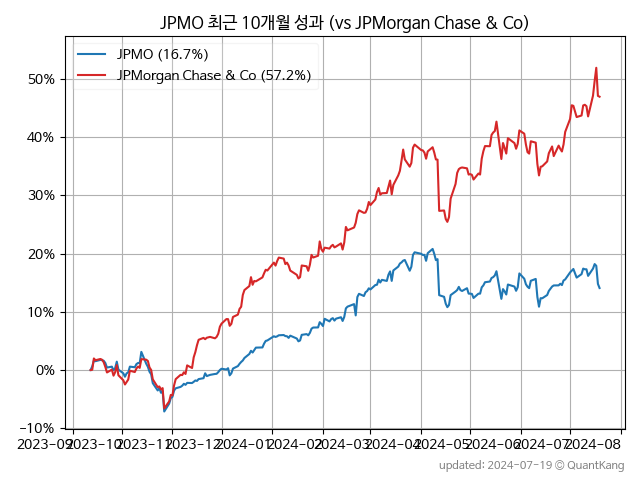 JPMO 최근 10개월 성과 (vs JPMorgan Chase & Co)
JPMO (16.7%)
JPMorgan Chase & Co (57.2%)
50%
40%
30%
20%
10%
0%
-10%
2023-09 2023-10 2023-11 2023-12 2024-01 2024-02 2024-03 2024-04 2024-05 2024-06 2024-07 2024-08
updated: 2024-07-19 © QuantKang